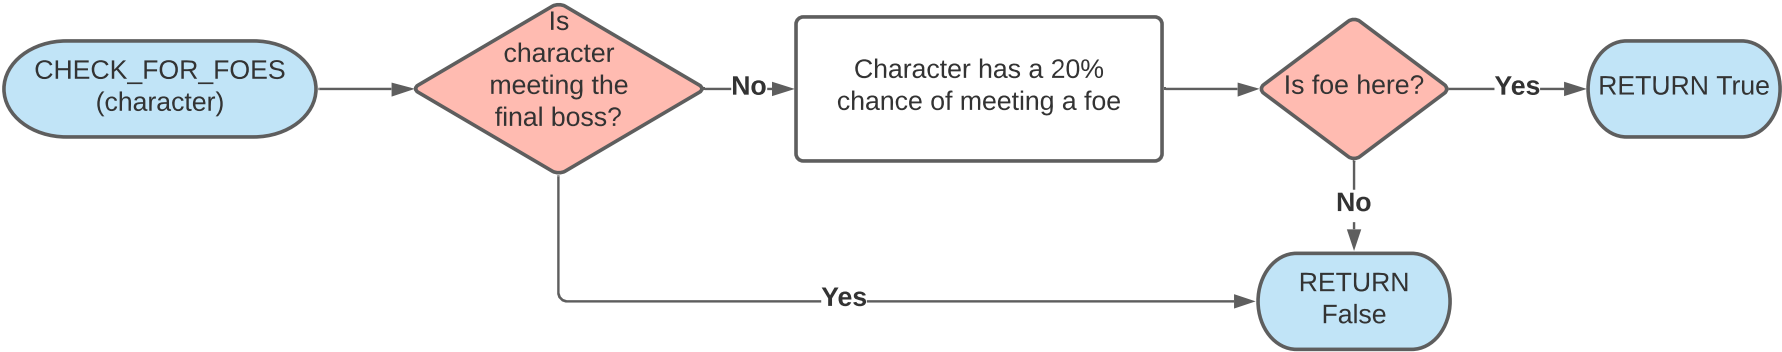 CHECK_FOR_FOES
(character)
Is
character
meeting the
final boss?
No
Character has a 20%
chance of meeting a foe
Is foe here?
Yes
RETURN True
No
RETURN
False
Yes